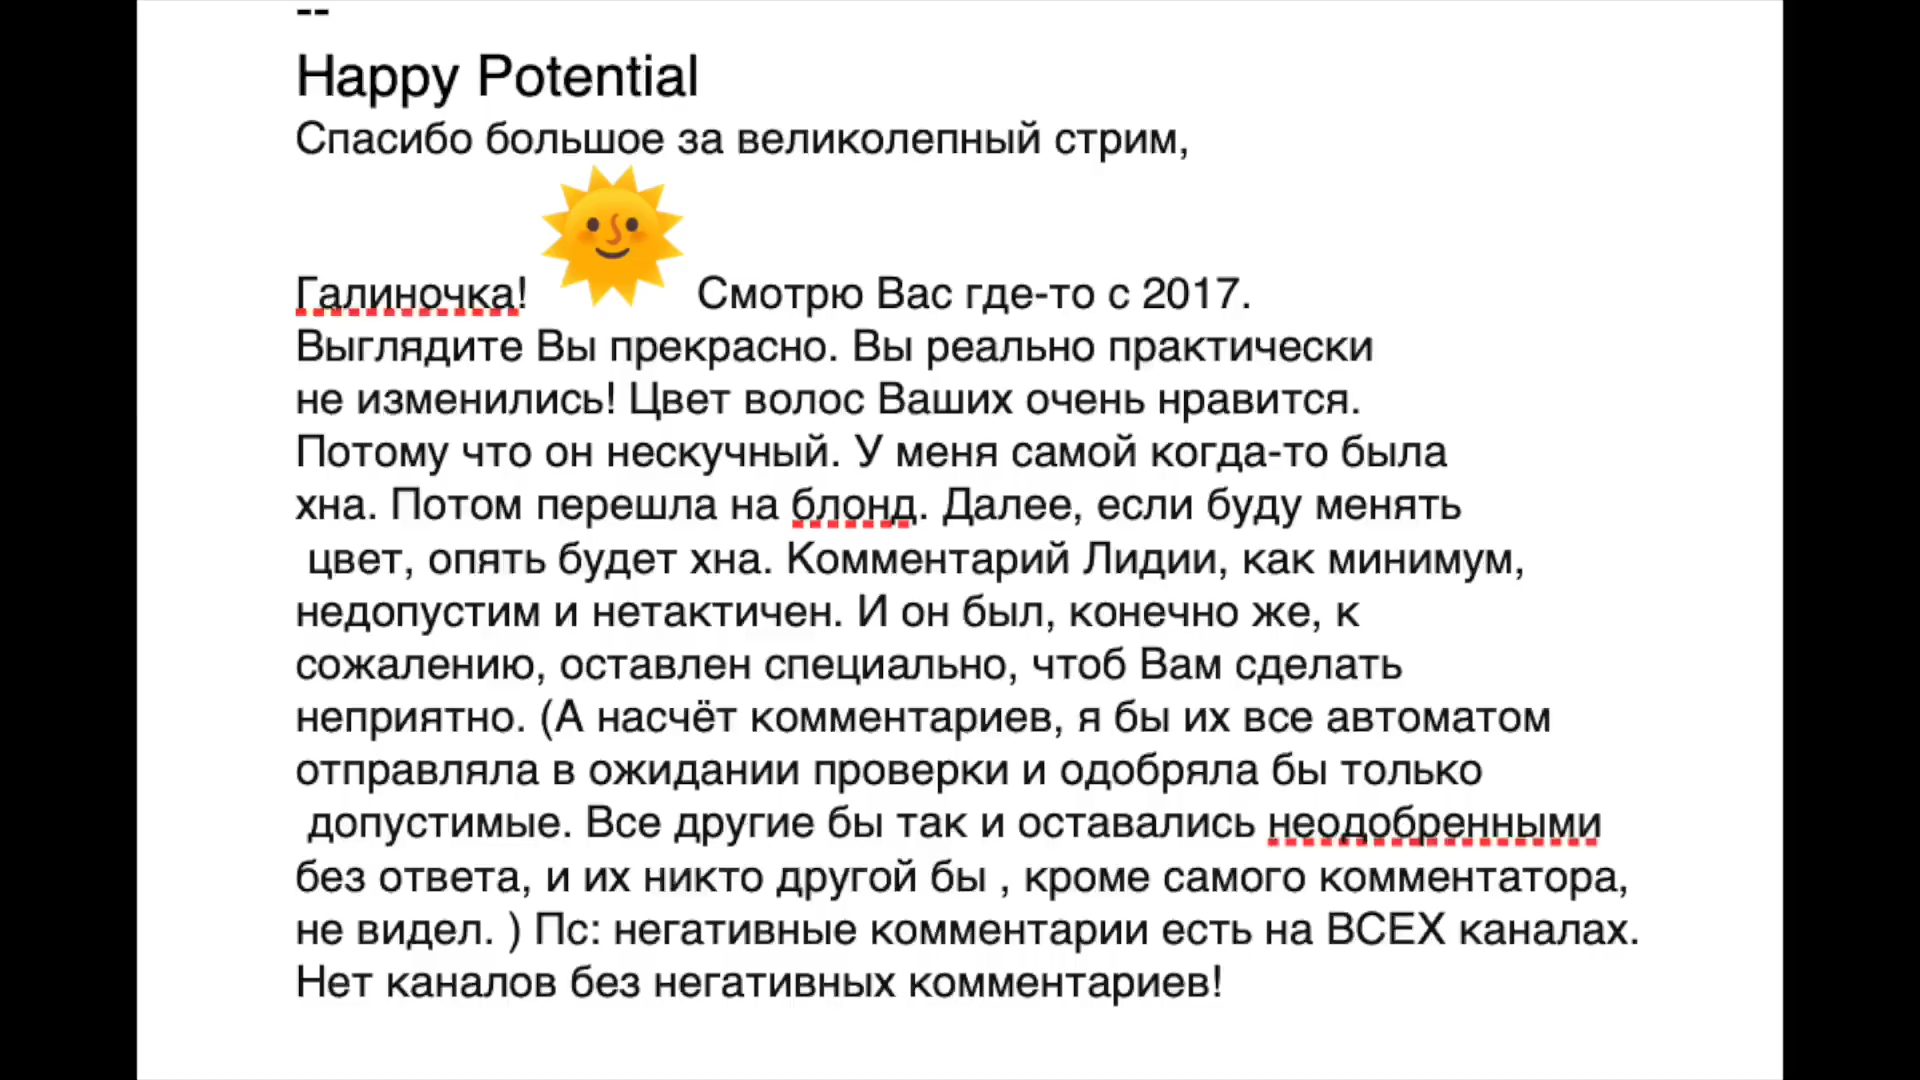 --
Happy Potential
Спасибо большое за великолепный стрим,
Галиночка! 🌞 Смотрю Вас где-то с 2017.
Выглядите Вы прекрасно. Вы реально практически
не изменились! Цвет волос Ваших очень нравится.
Потому что он нескучный. У меня самой когда-то была
хна. Потом перешла на блонд. Далее, если буду менять
цвет, опять будет хна. Комментарий Лидии, как минимум,
недопустим и нетактичен. И он был, конечно же, к
сожалению, оставлен специально, чтоб Вам сделать
неприятно. (А насчёт комментариев, я бы их все автоматом
отправляла в ожидании проверки и одобряла бы только
допустимые. Все другие бы так и оставались неодобренными
без ответа, и их никто другой бы , кроме самого комментатора,
не видел. ) Пс: негативные комментарии есть на ВСЕХ каналах.
Нет каналов без негативных комментариев!